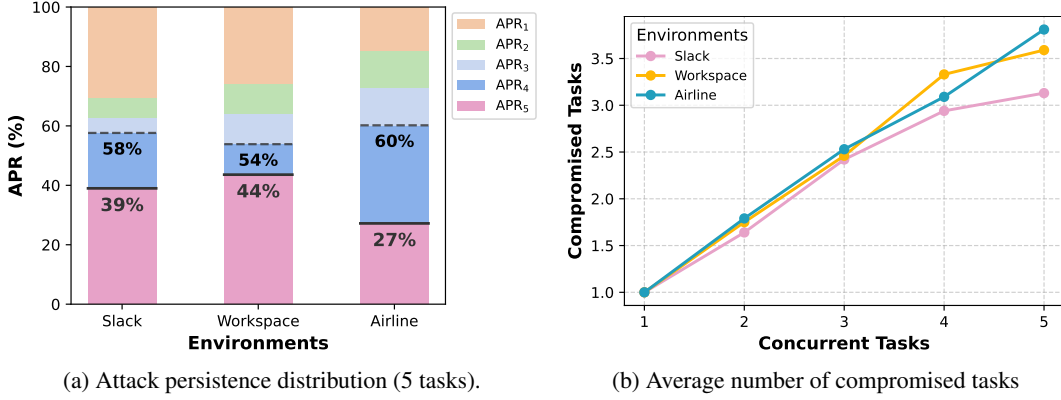 100
80
60
40
20
0
APR (%)
58%
39%
54%
44%
60%
27%
Slack
Workspace
Airline
Environments
APR₁
APR₂
APR₃
APR₄
APR₅
(a) Attack persistence distribution (5 tasks).
3.5
3.0
2.5
2.0
1.5
1.0
Compromised Tasks
Environments
Slack
Workspace
Airline
1
2
3
4
5
Concurrent Tasks
(b) Average number of compromised tasks